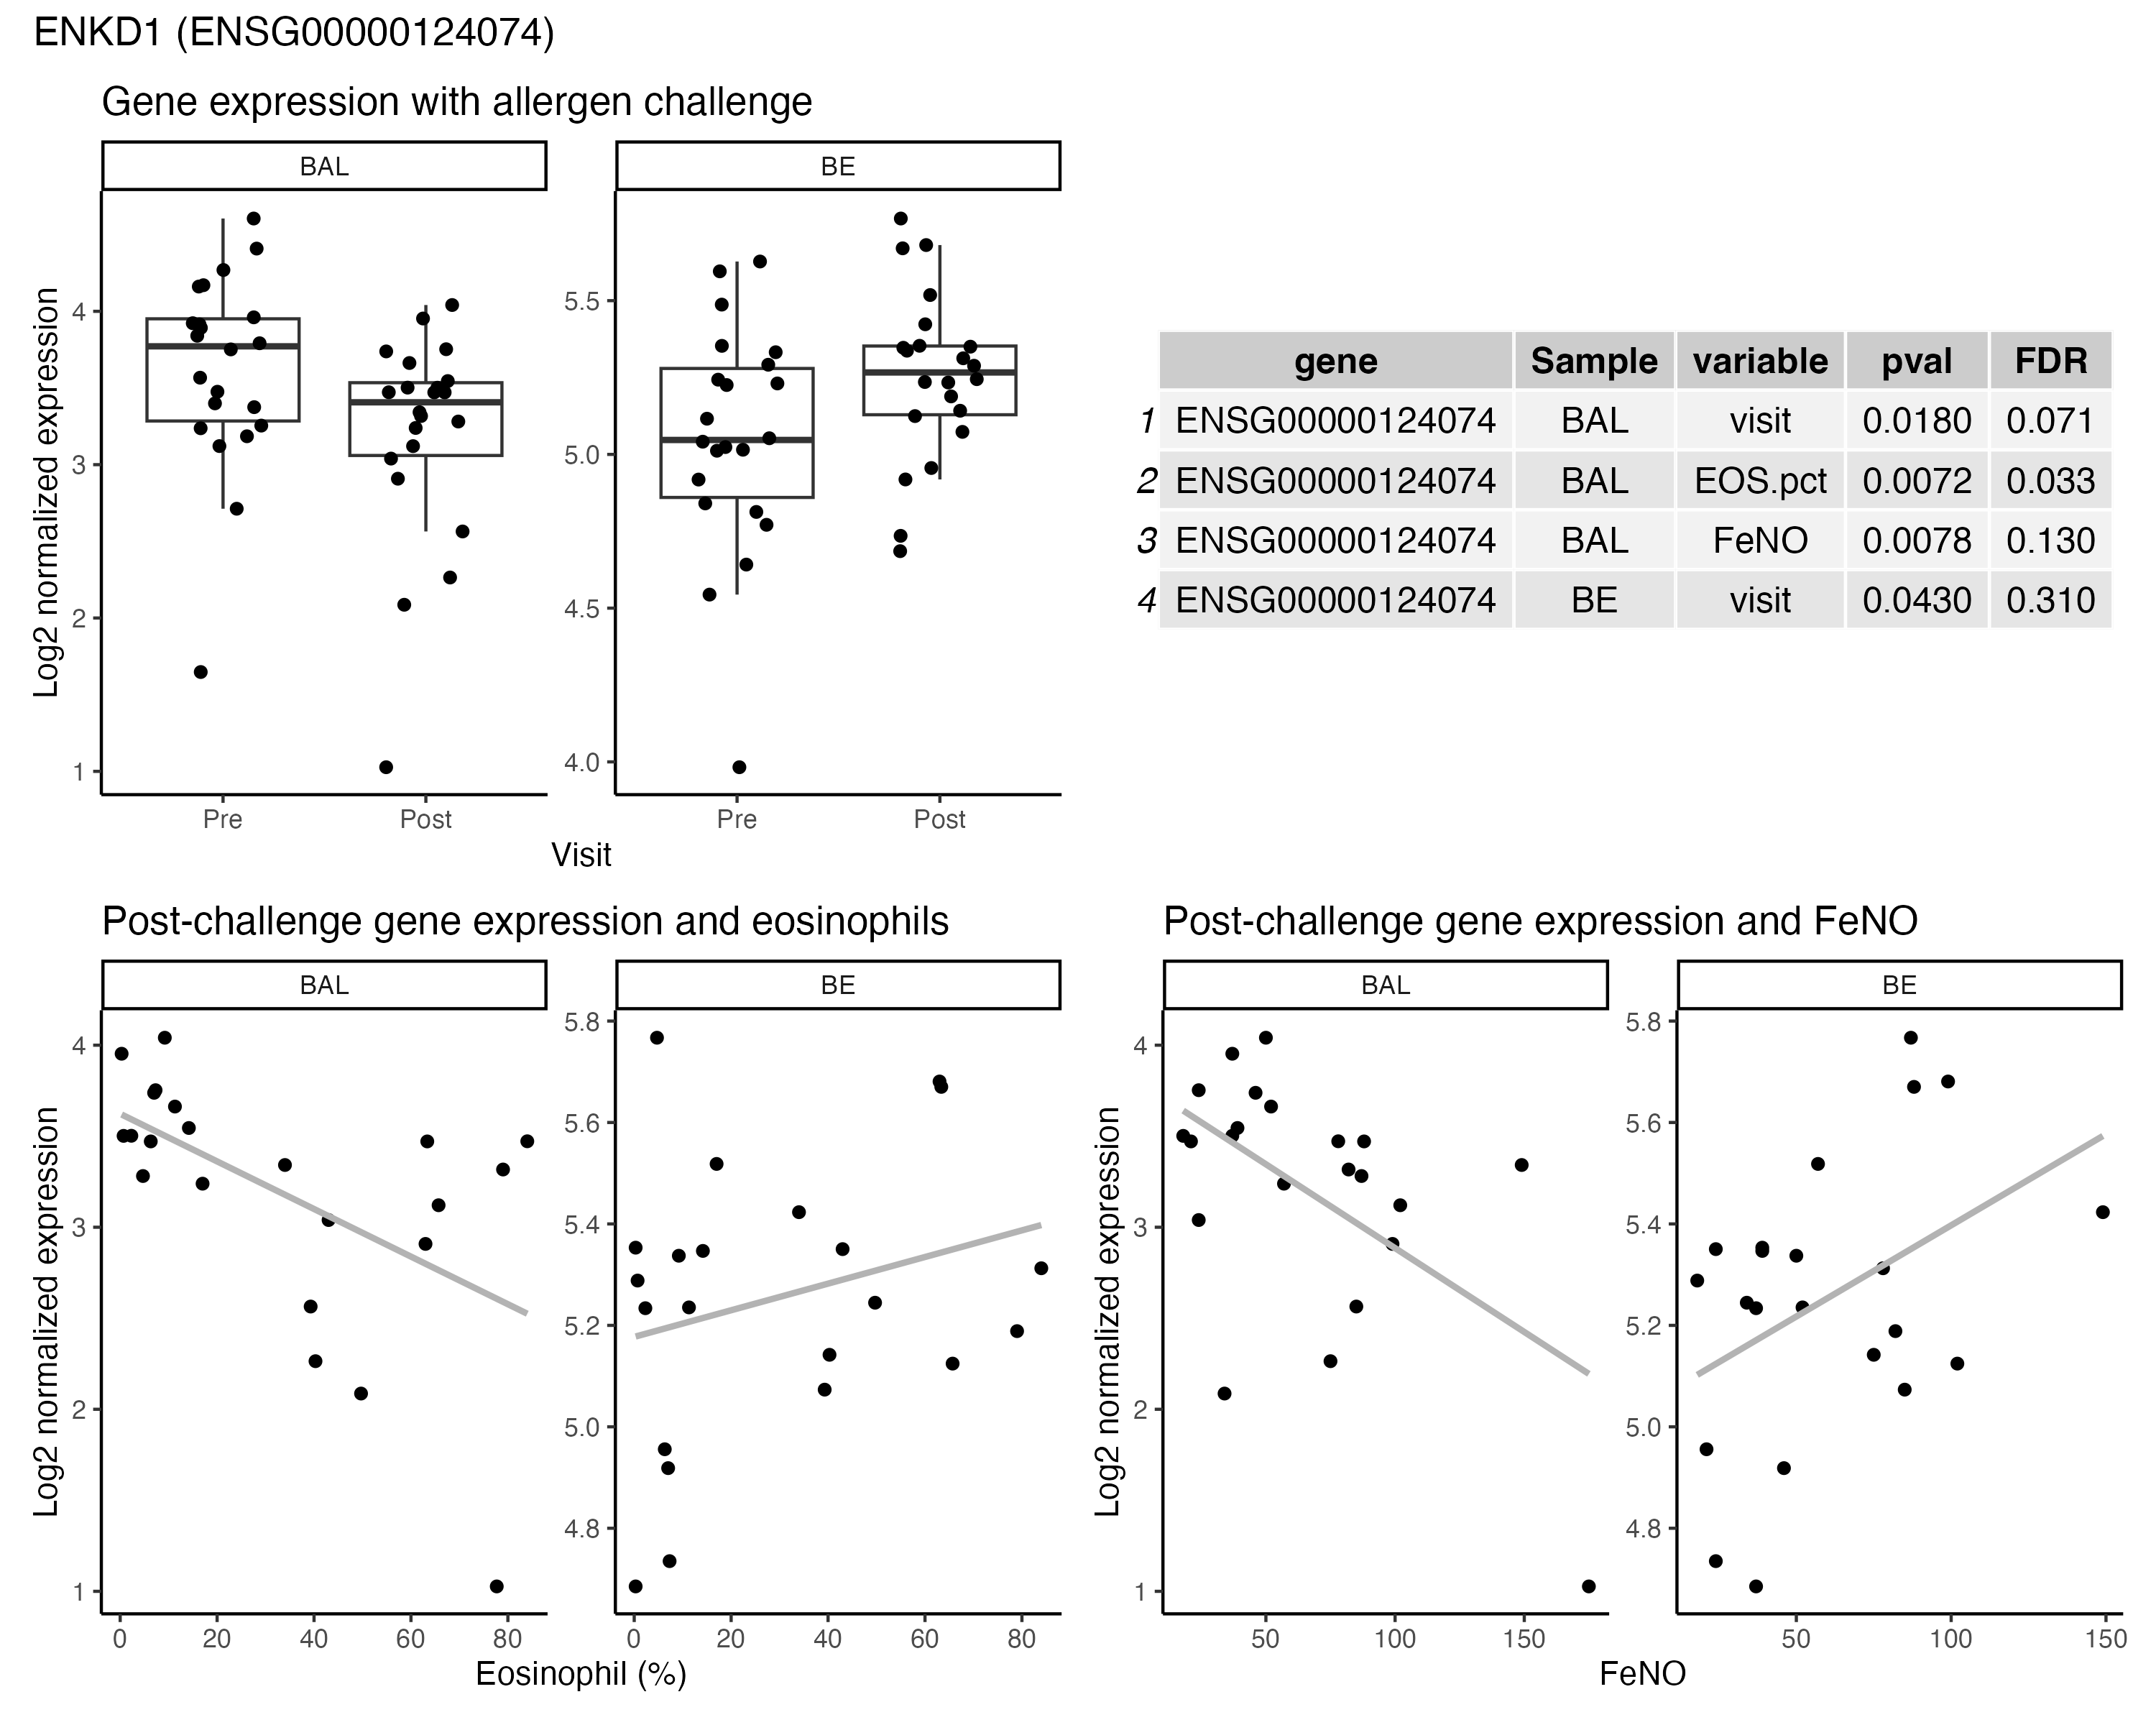 ENKD1 (ENSG00000124074)
Gene expression with allergen challenge
BAL
BE
Log2 normalized expression
4
3
2
1
5.5
5.0
4.5
4.0
Pre
Post
Pre
Post
Visit
gene Sample variable pval FDR
1 ENSG00000124074 BAL visit 0.0180 0.071
2 ENSG00000124074 BAL EOS.pct 0.0072 0.033
3 ENSG00000124074 BAL FeNO 0.0078 0.130
4 ENSG00000124074 BE visit 0.0430 0.310
Post-challenge gene expression and eosinophils
BAL
BE
Log2 normalized expression
4
3
2
1
5.8
5.6
5.4
5.2
5.0
4.8
0 20 40 60 80
0 20 40 60 80
Eosinophil (%)
Post-challenge gene expression and FeNO
BAL
BE
Log2 normalized expression
4
3
2
1
5.8
5.6
5.4
5.2
5.0
4.8
50 100 150
50 100 150
FeNO